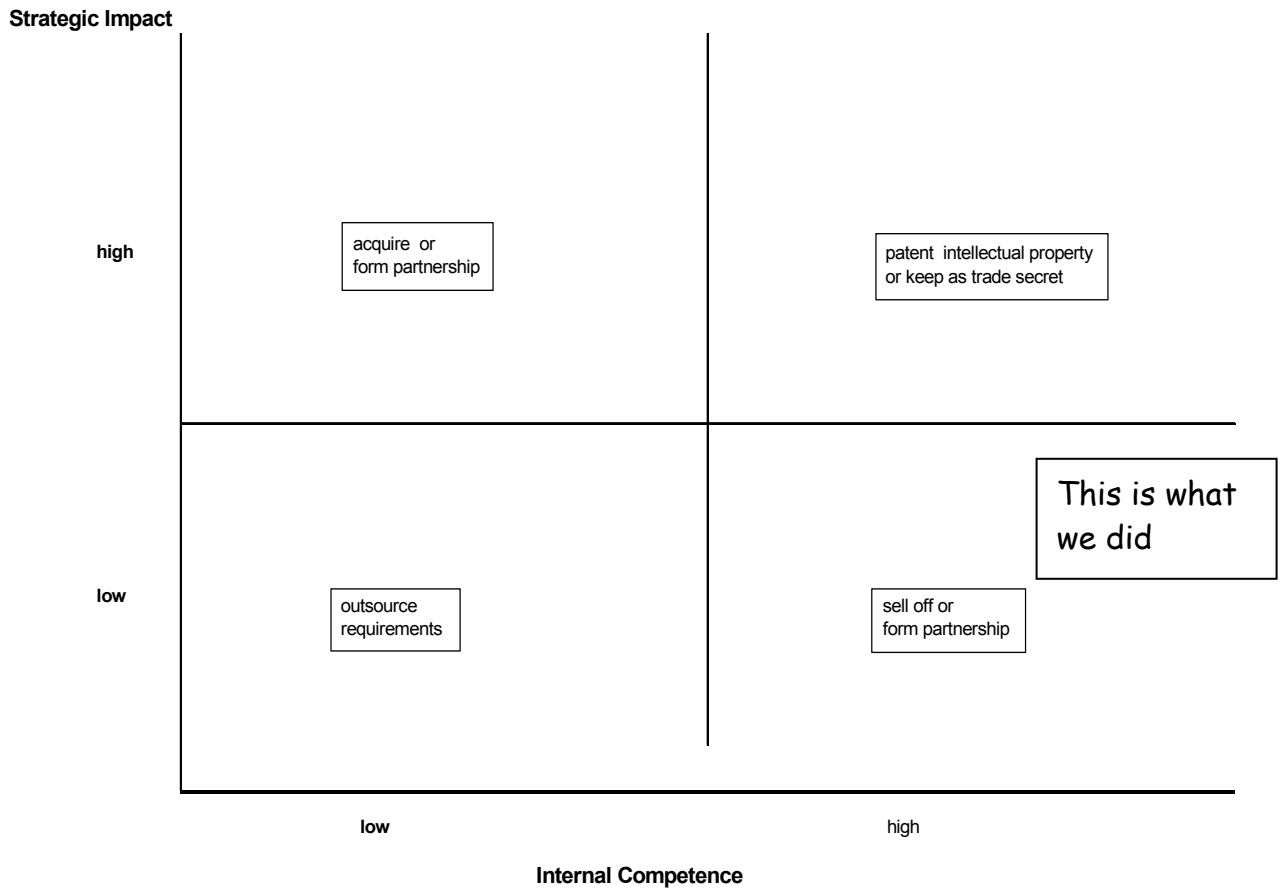 Strategic Impact
high
acquire or
form partnership
patent intellectual property
or keep as trade secret
This is what
we did
low
outsource
requirements
sell off or
form partnership
low
high
Internal Competence